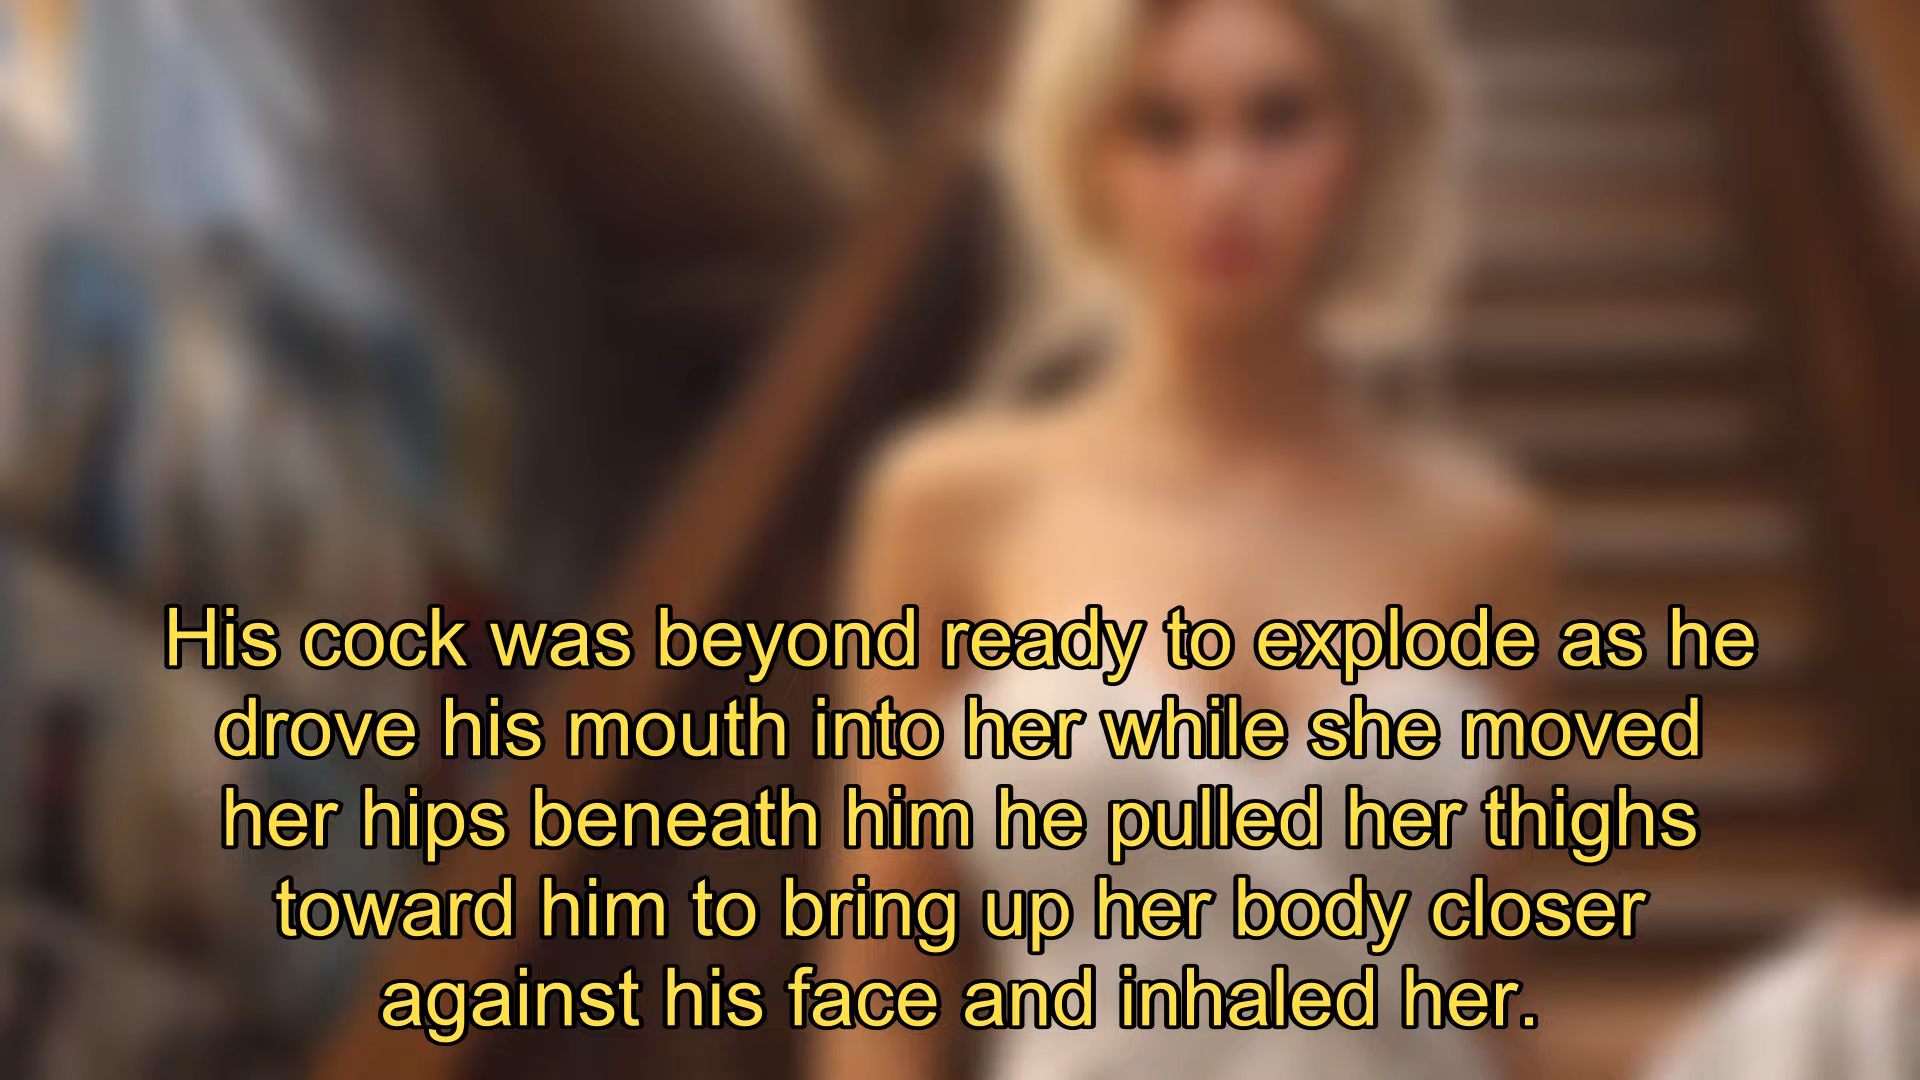 His cock was beyond ready to explode as he
drove his mouth into her while she moved
her hips beneath him he pulled her thighs
toward him to bring up her body closer
against his face and inhaled her.